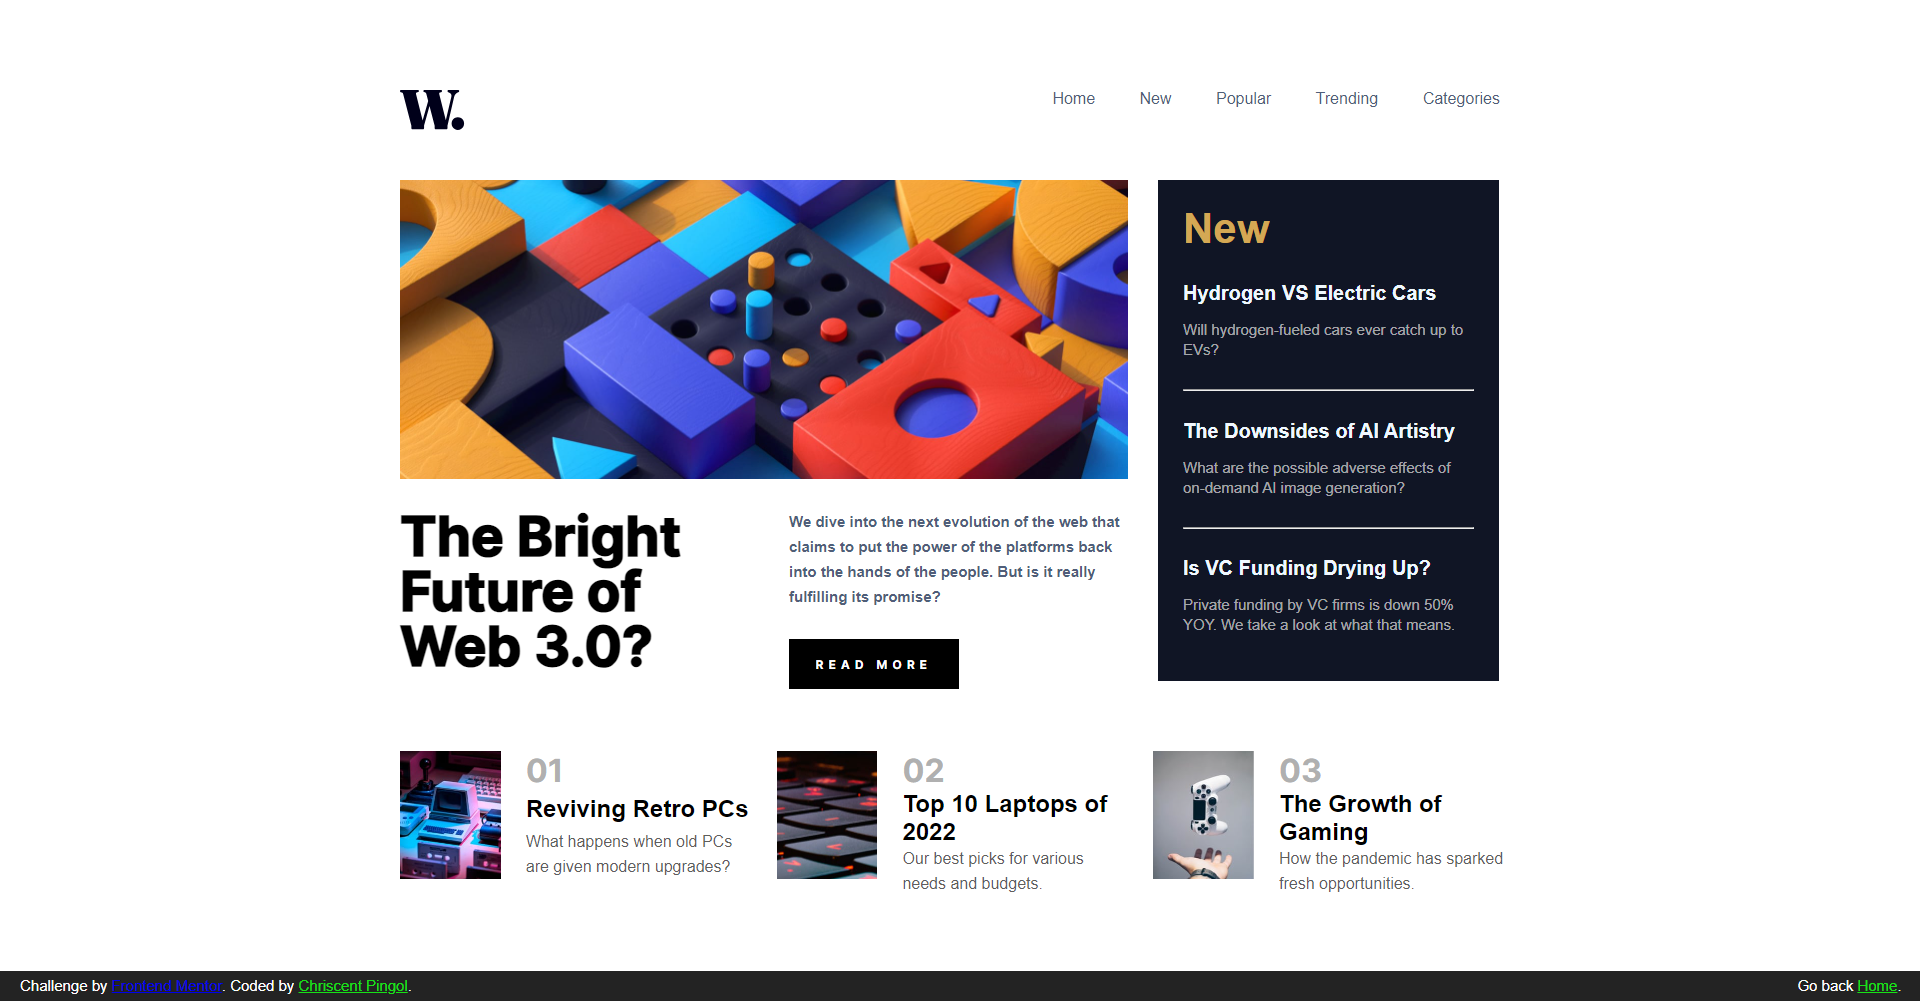 W.
Home New Popular Trending Categories
New
Hydrogen VS Electric Cars
Will hydrogen-fueled cars ever catch up to
EVs?
The Downsides of AI Artistry
What are the possible adverse effects of
on-demand AI image generation?
Is VC Funding Drying Up?
Private funding by VC firms is down 50%
YOY. We take a look at what that means.
The Bright
Future of
Web 3.0?
We dive into the next evolution of the web that
claims to put the power of the platforms back
into the hands of the people. But is it really
fulfilling its promise?
READ MORE
01
Reviving Retro PCs
What happens when old PCs
are given modern upgrades?
02
Top 10 Laptops of
2022
Our best picks for various
needs and budgets.
03
The Growth of
Gaming
How the pandemic has sparked
fresh opportunities.
Challenge by Frontend Mentor. Coded by Chriscent Pingol.
Go back Home.